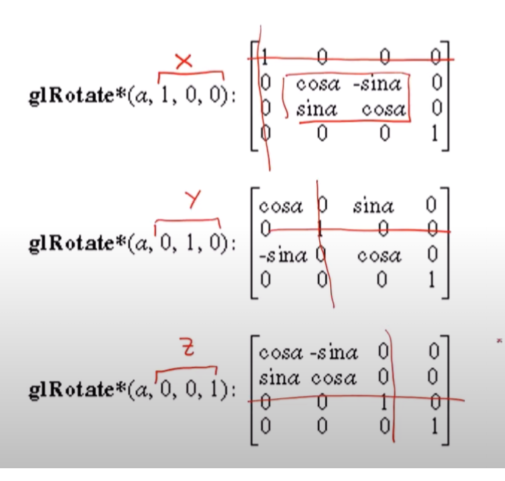 X
glRotate*(a, 1, 0, 0):
1 0 0 0
0 cosa -sina 0
0 sina cosa 0
0 0 0 1
Y
glRotate*(a, 0, 1, 0):
cosa 0 sina 0
0 1 0 0
-sina 0 cosa 0
0 0 0 1
Z
glRotate*(a, 0, 0, 1):
cosa -sina 0 0
sina cosa 0 0
0 0 1 0
0 0 0 1